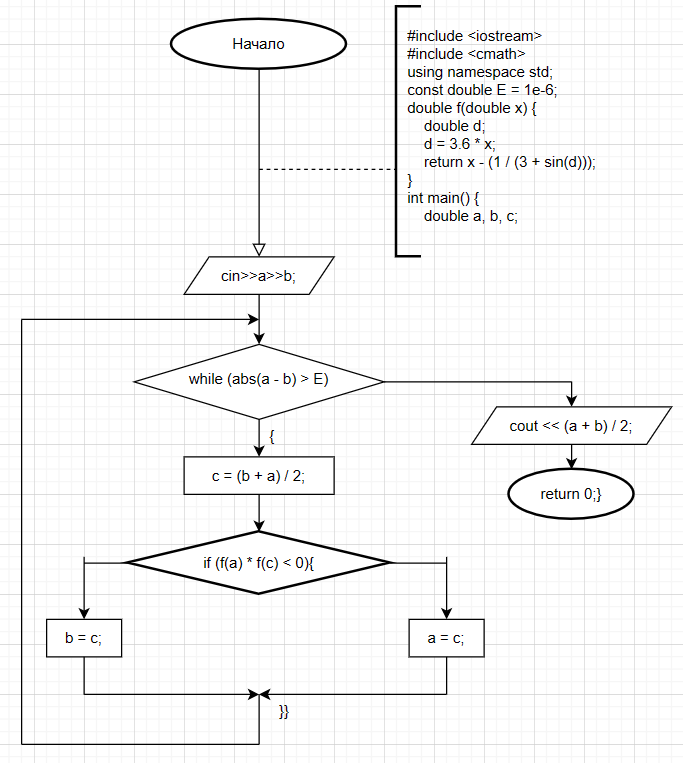 Начало
#include <iostream>
#include <cmath>
using namespace std;
const double E = 1e-6;
double f(double x) {
double d;
d = 3.6 * x;
return x - (1 / (3 + sin(d)));
}
int main() {
double a, b, c;
cin>>a>>b;
while (abs(a - b) > E)
{
cout << (a + b) / 2;
c = (b + a) / 2;
return 0;}
if (f(a) * f(c) < 0){
b = c;
a = c;
}}